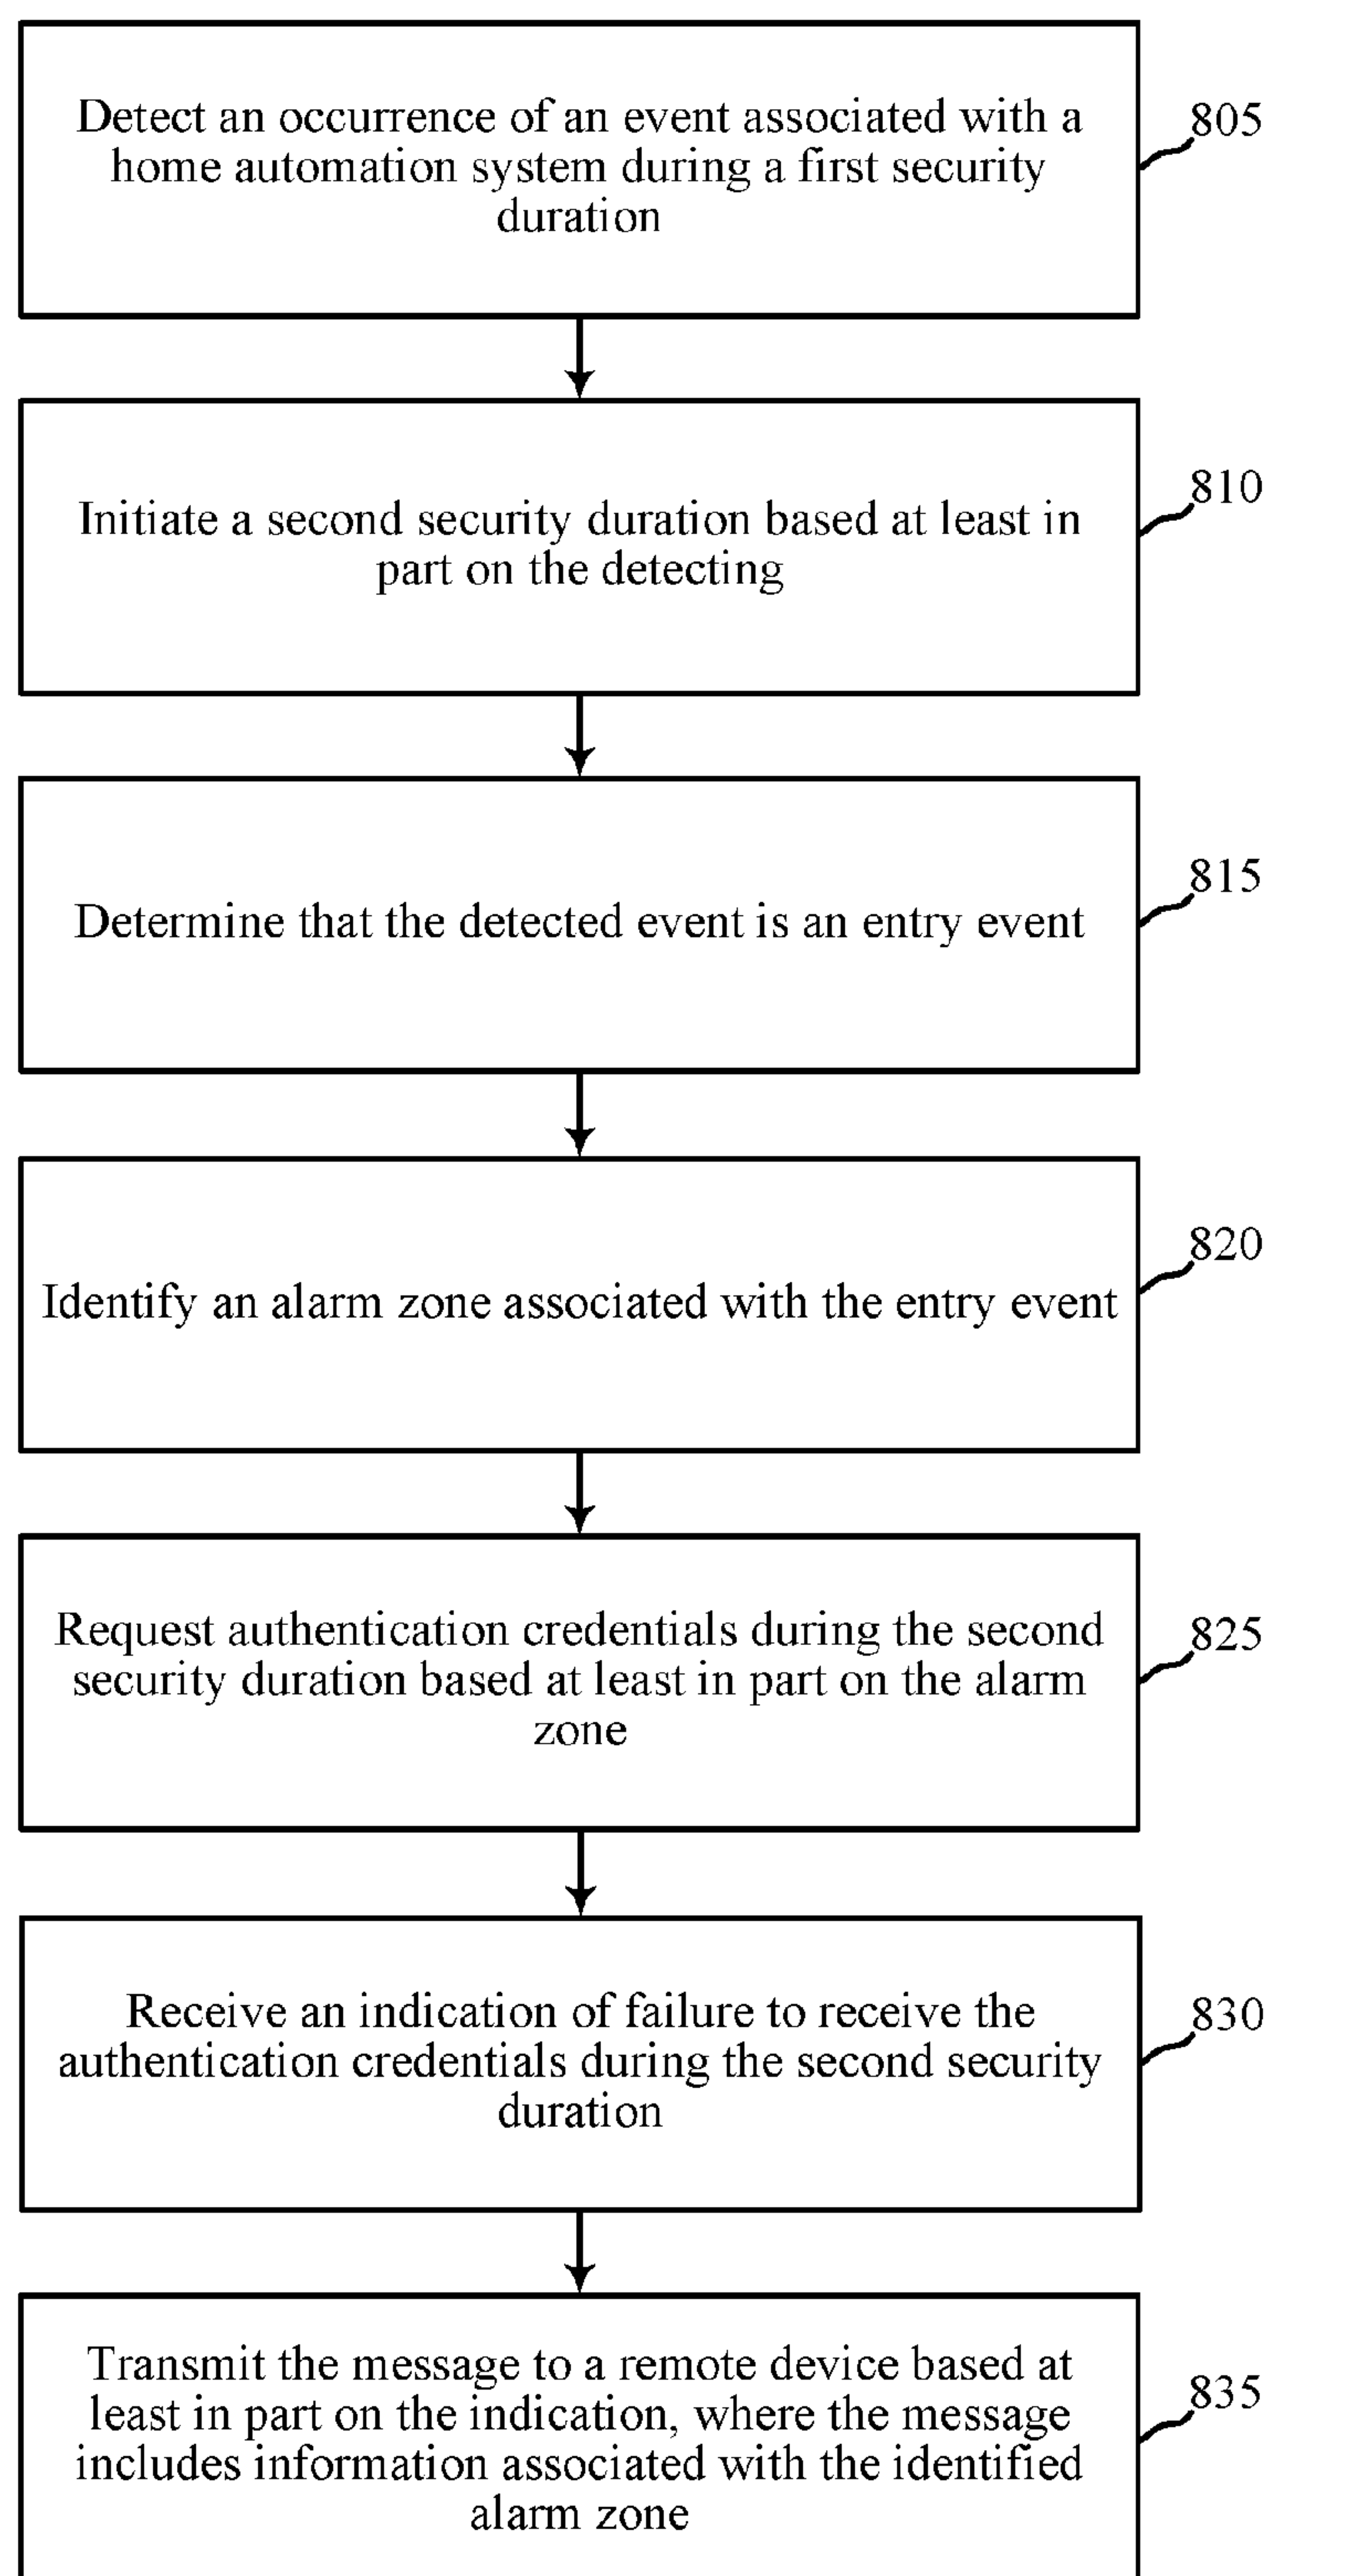 Detect an occurrence of an event associated with a
home automation system during a first security
duration
805
Initiate a second security duration based at least in
part on the detecting
810
Determine that the detected event is an entry event
815
Identify an alarm zone associated with the entry event
820
Request authentication credentials during the second
security duration based at least in part on the alarm
zone
825
Receive an indication of failure to receive the
authentication credentials during the second security
duration
830
Transmit the message to a remote device based at
least in part on the indication, where the message
includes information associated with the identified
alarm zone
835